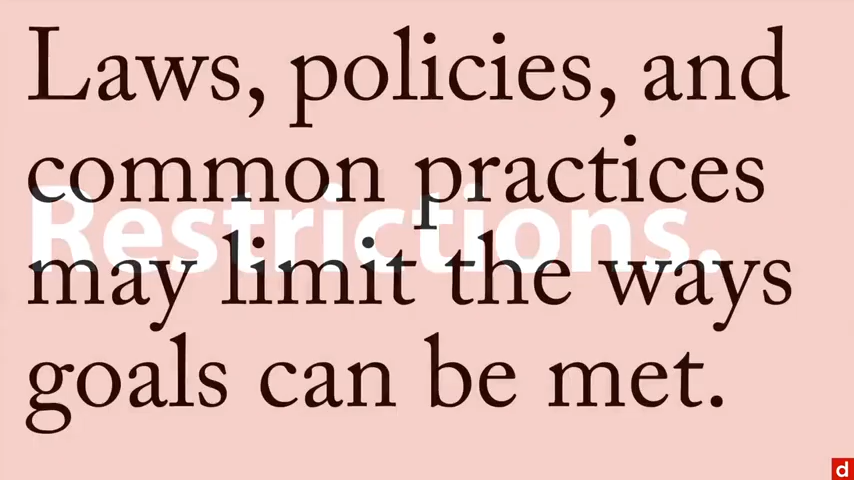 Laws, policies, and
common practices
Restrictions.
may limit the ways
goals can be met.
d